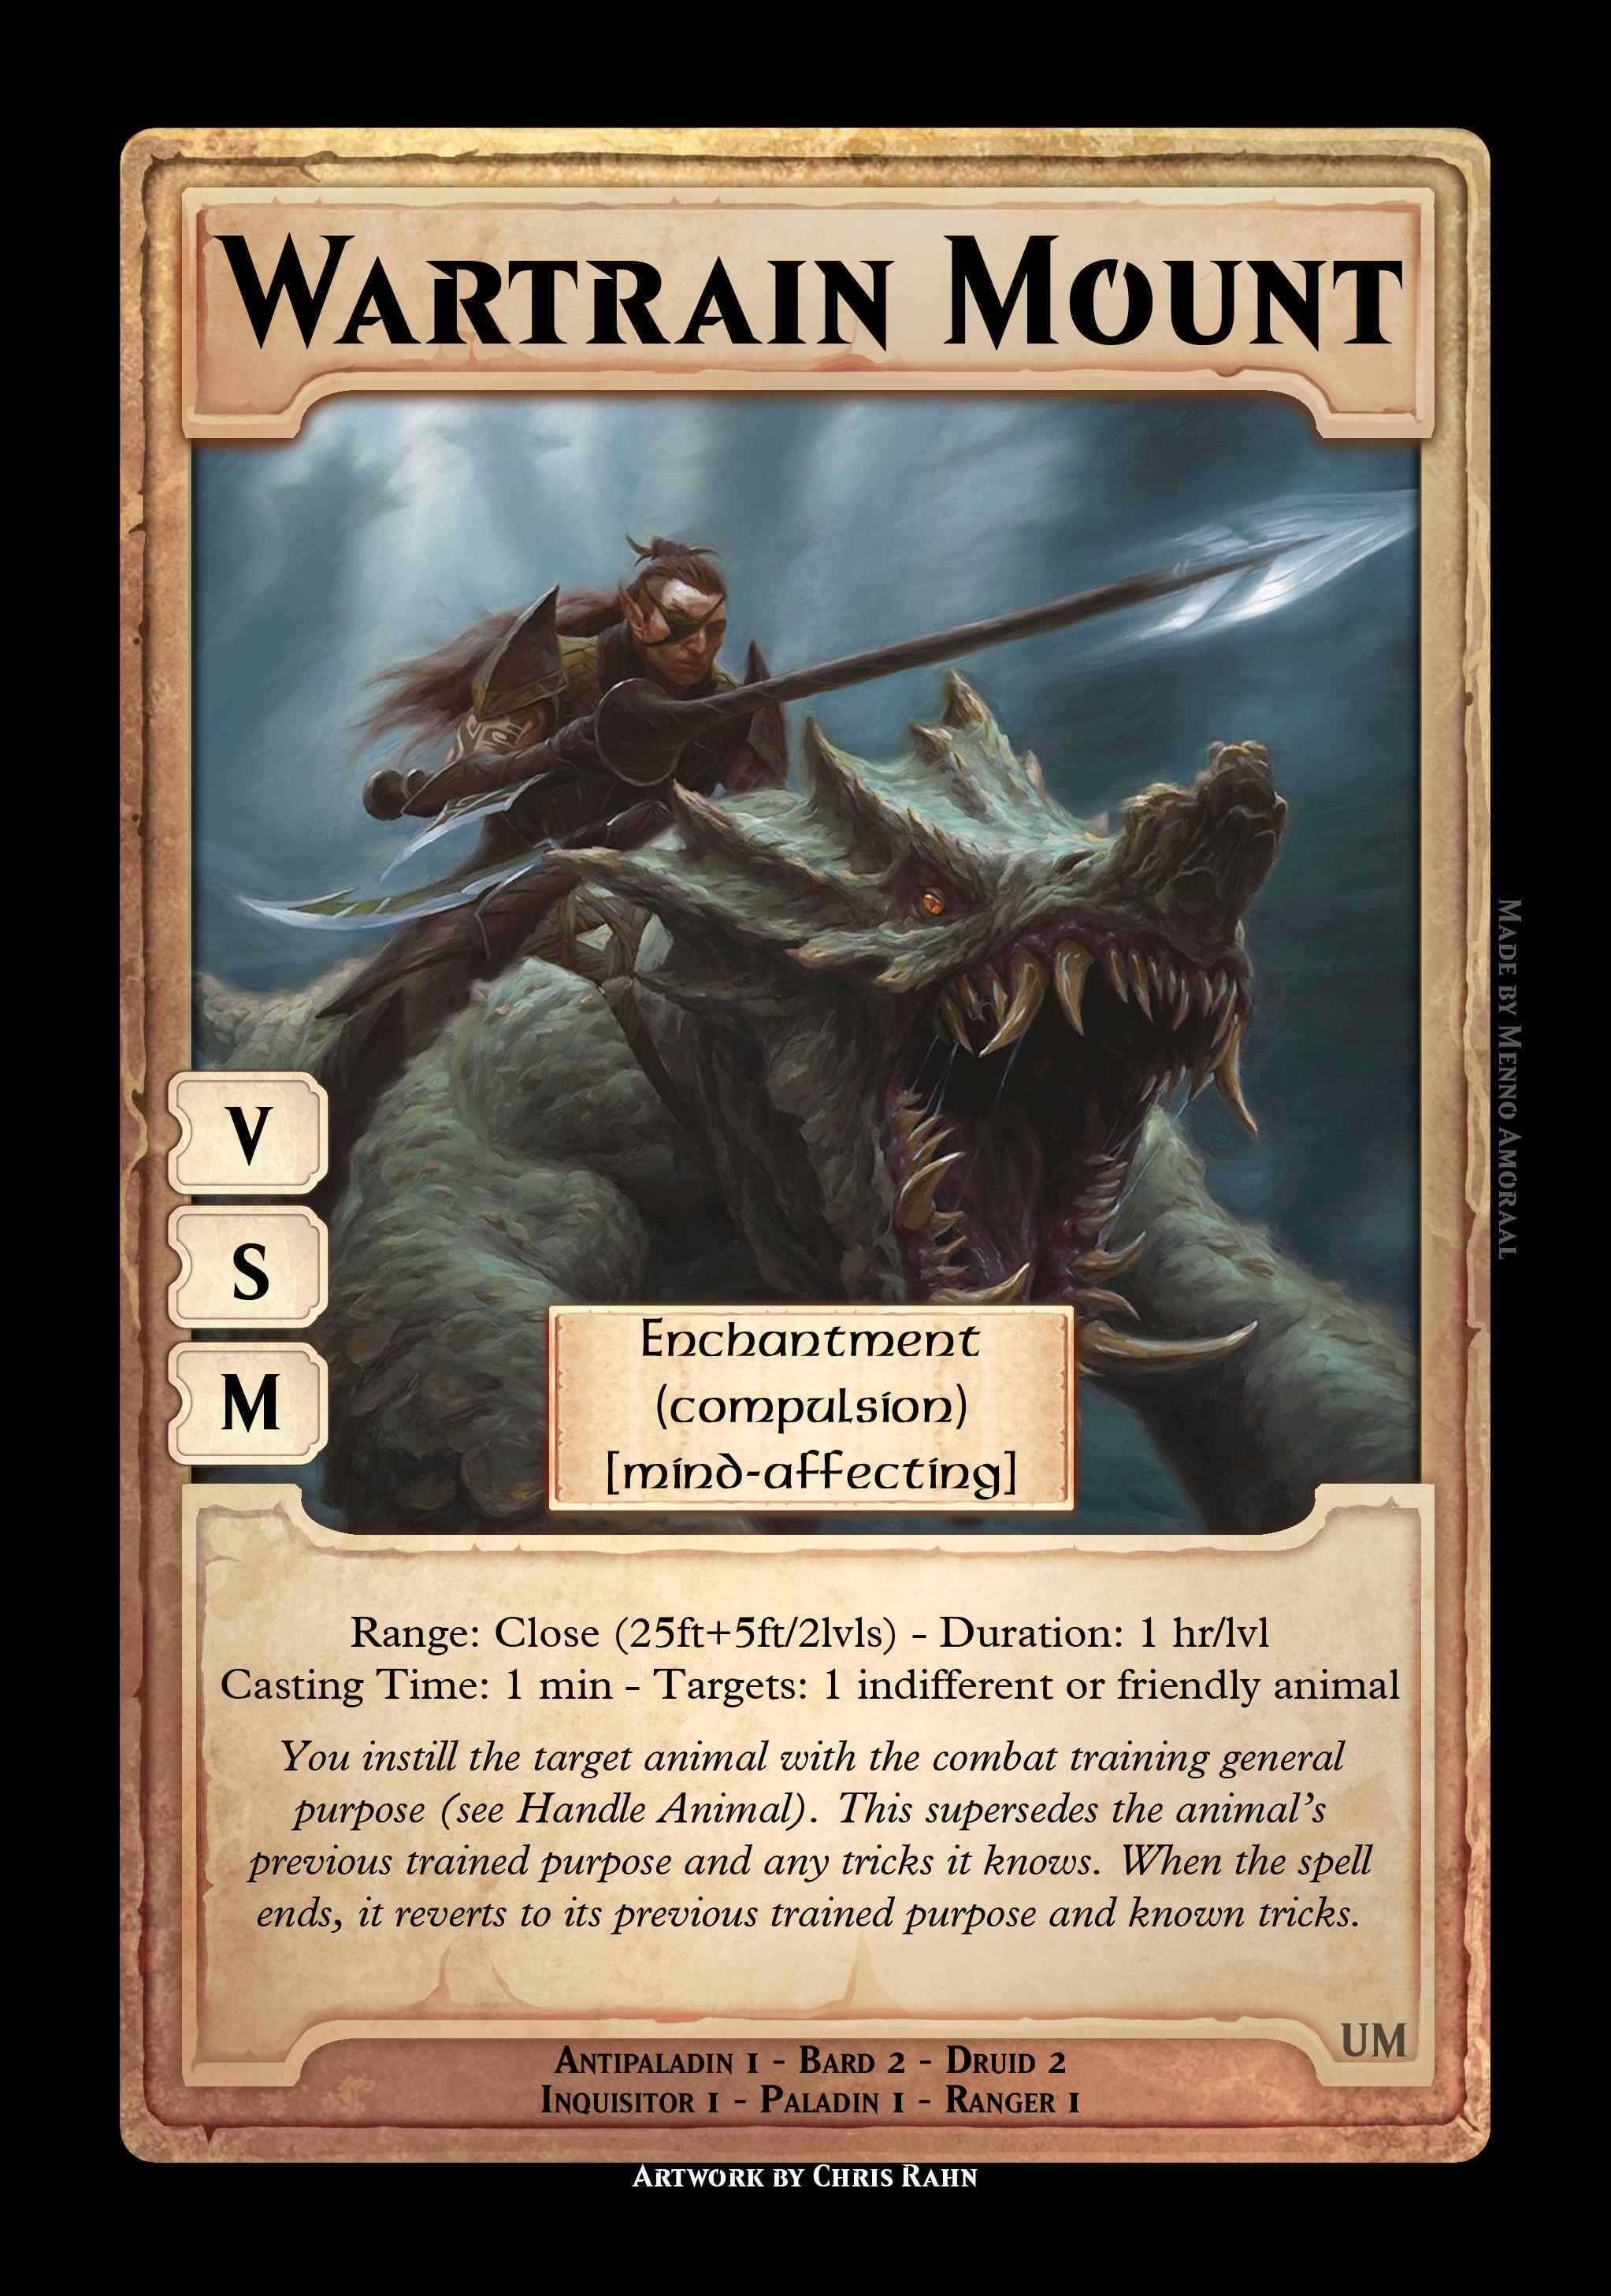 Wartrain Mount
Made by Menno Amoraal
V
S
M
Enchantment
(compulsion)
[mind-affecting]
Range: Close (25ft+5ft/2lvls) - Duration: 1 hr/lvl
Casting Time: 1 min - Targets: 1 indifferent or friendly animal
You instill the target animal with the combat training general
purpose (see Handle Animal). This supersedes the animal's
previous trained purpose and any tricks it knows. When the spell
ends, it reverts to its previous trained purpose and known tricks.
UM
Antipaladin 1 - Bard 2 - Druid 2
Inquisitor 1 - Paladin 1 - Ranger 1
Artwork by Chris Rahn